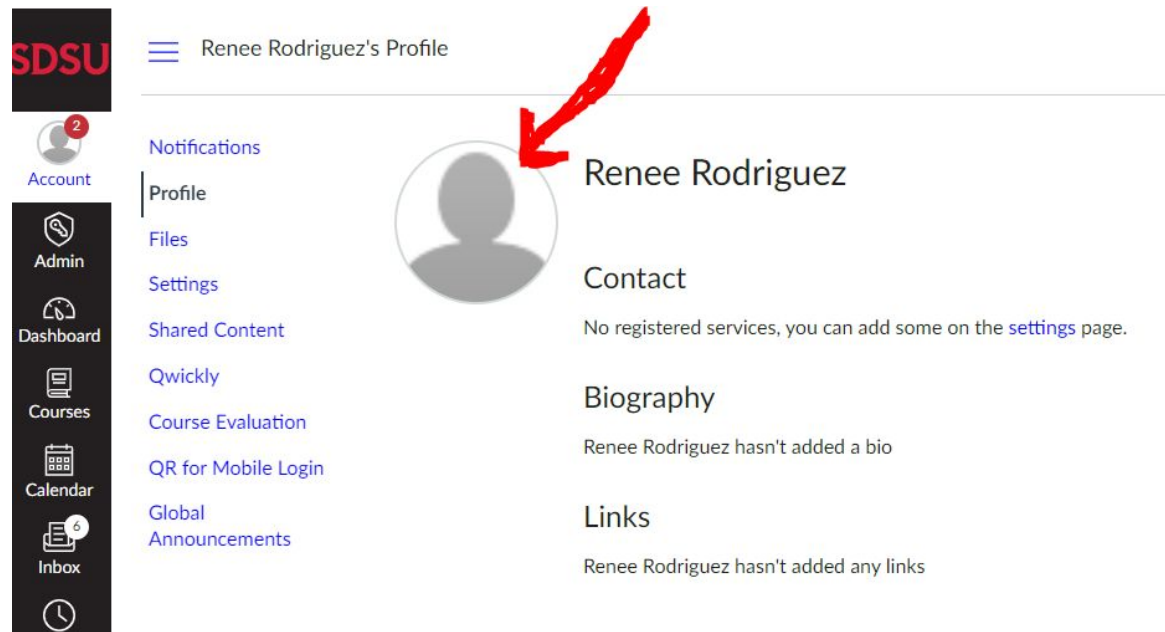 SDSU
Renee Rodriguez's Profile
2
Account
Admin
Dashboard
Courses
Calendar
6
Inbox
Notifications
Profile
Files
Settings
Shared Content
Qwickly
Course Evaluation
QR for Mobile Login
Global
Announcements
Renee Rodriguez
Contact
No registered services, you can add some on the settings page.
Biography
Renee Rodriguez hasn't added a bio
Links
Renee Rodriguez hasn't added any links